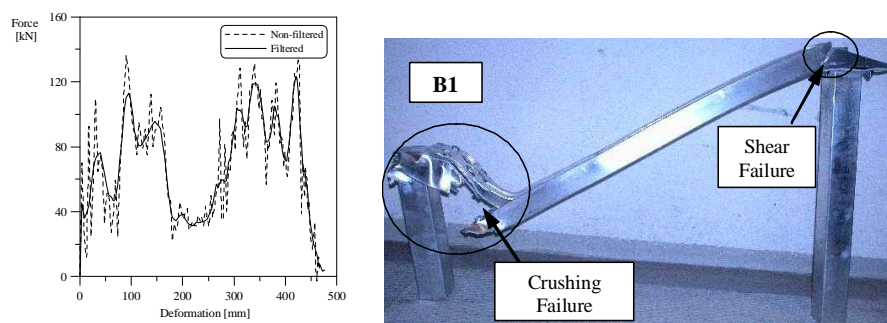 Force
[kN]
160
120
80
40
0
Non-filtered
Filtered
0
100
200
300
400
500
Deformation [mm]
B1
Shear
Failure
Crushing
Failure